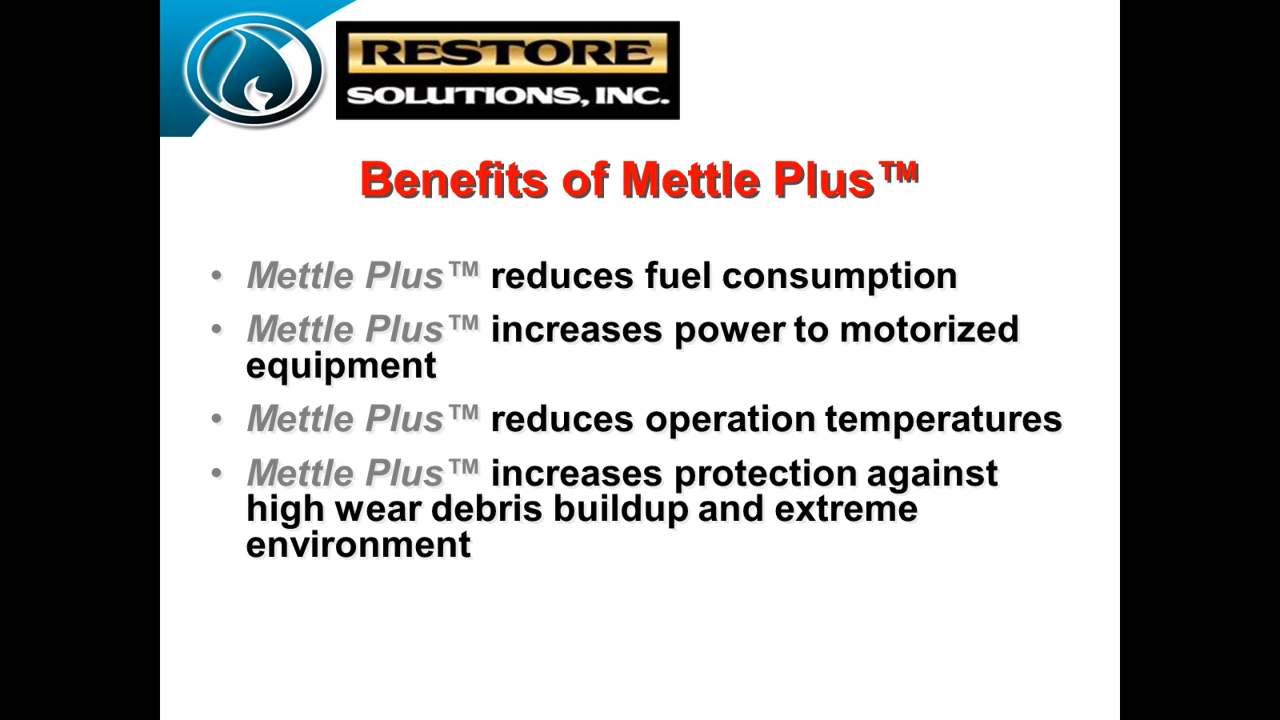 RESTORE
SOLUTIONS, INC.
Benefits of Mettle Plus™
• Mettle Plus™ reduces fuel consumption
• Mettle Plus™ increases power to motorized
equipment
• Mettle Plus™ reduces operation temperatures
• Mettle Plus™ increases protection against
high wear debris buildup and extreme
environment